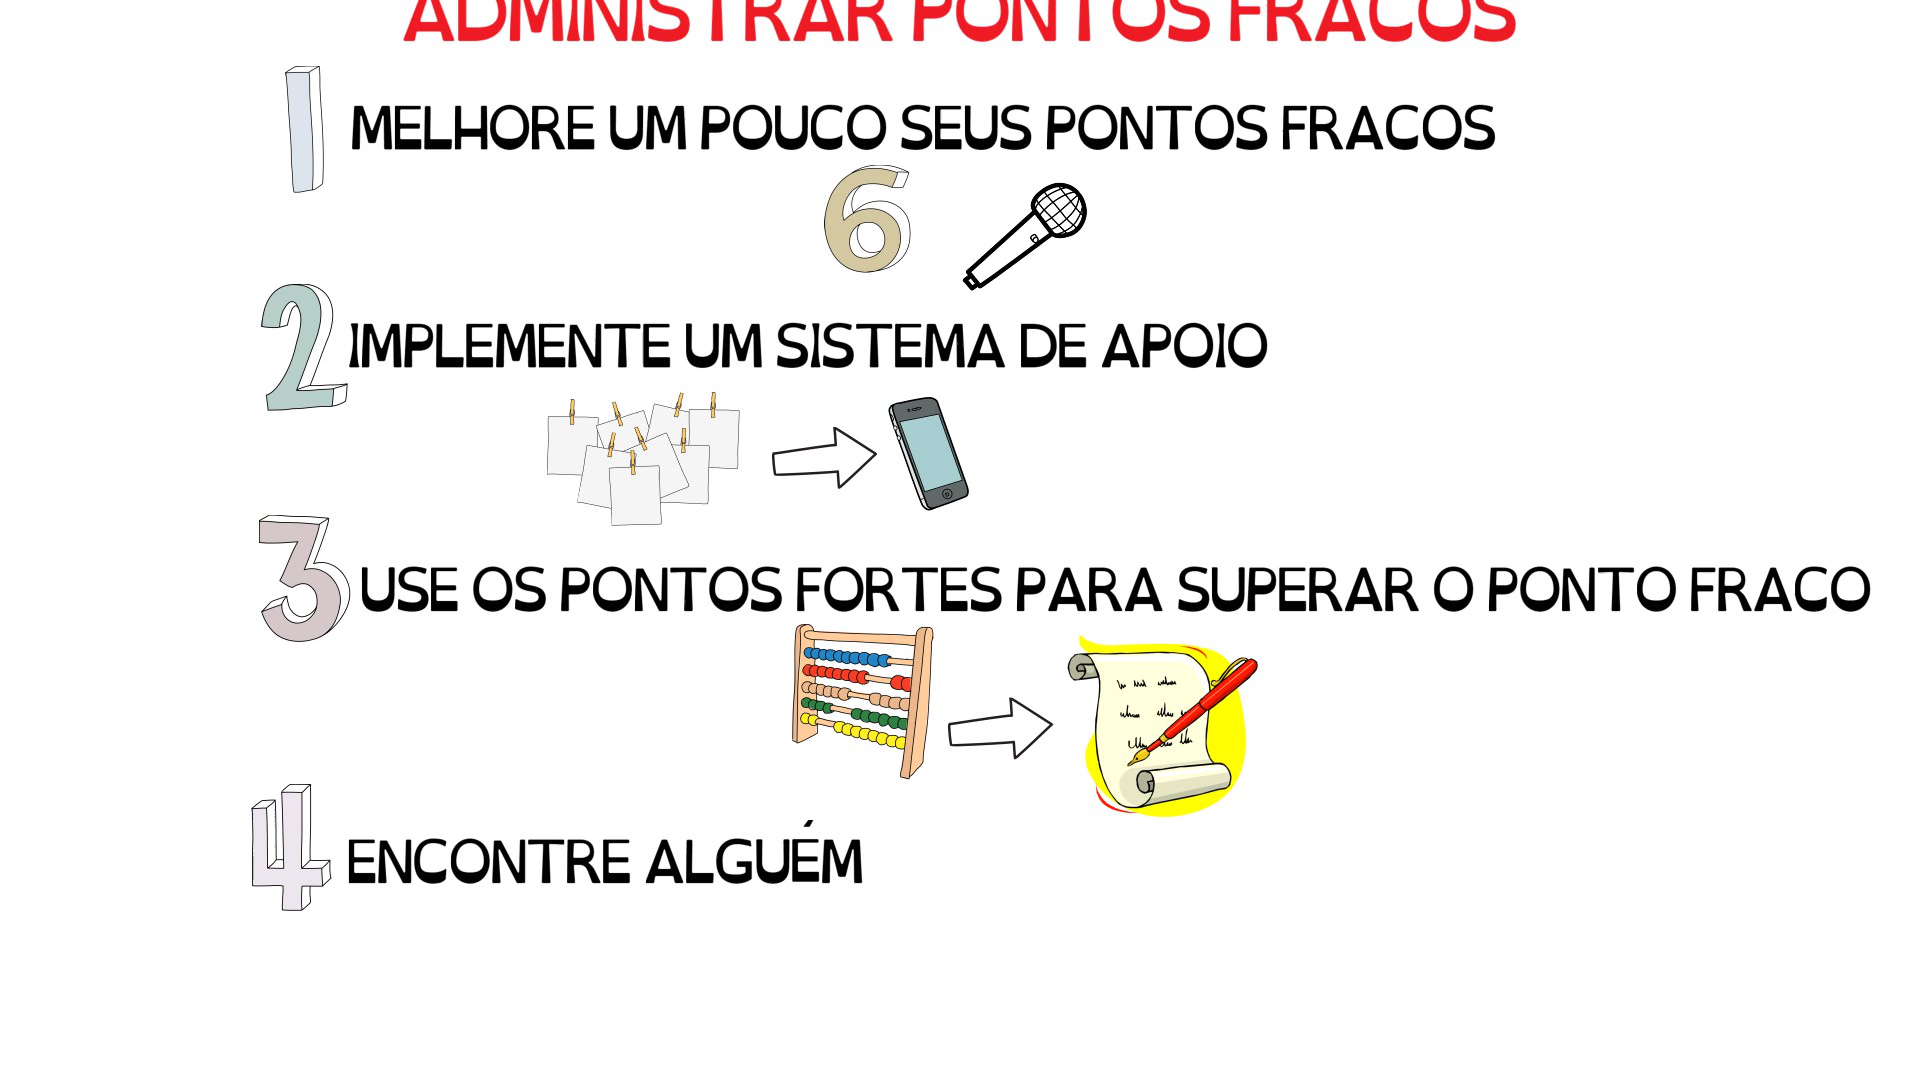 ADMINISTRAR PONTOS FRACOS
1 MELHORE UM POUCO SEUS PONTOS FRACOS
6
2 IMPLEMENTE UM SISTEMA DE APOIO
3 USE OS PONTOS FORTES PARA SUPERAR O PONTO FRACO
4 ENCONTRE ALGUÉM